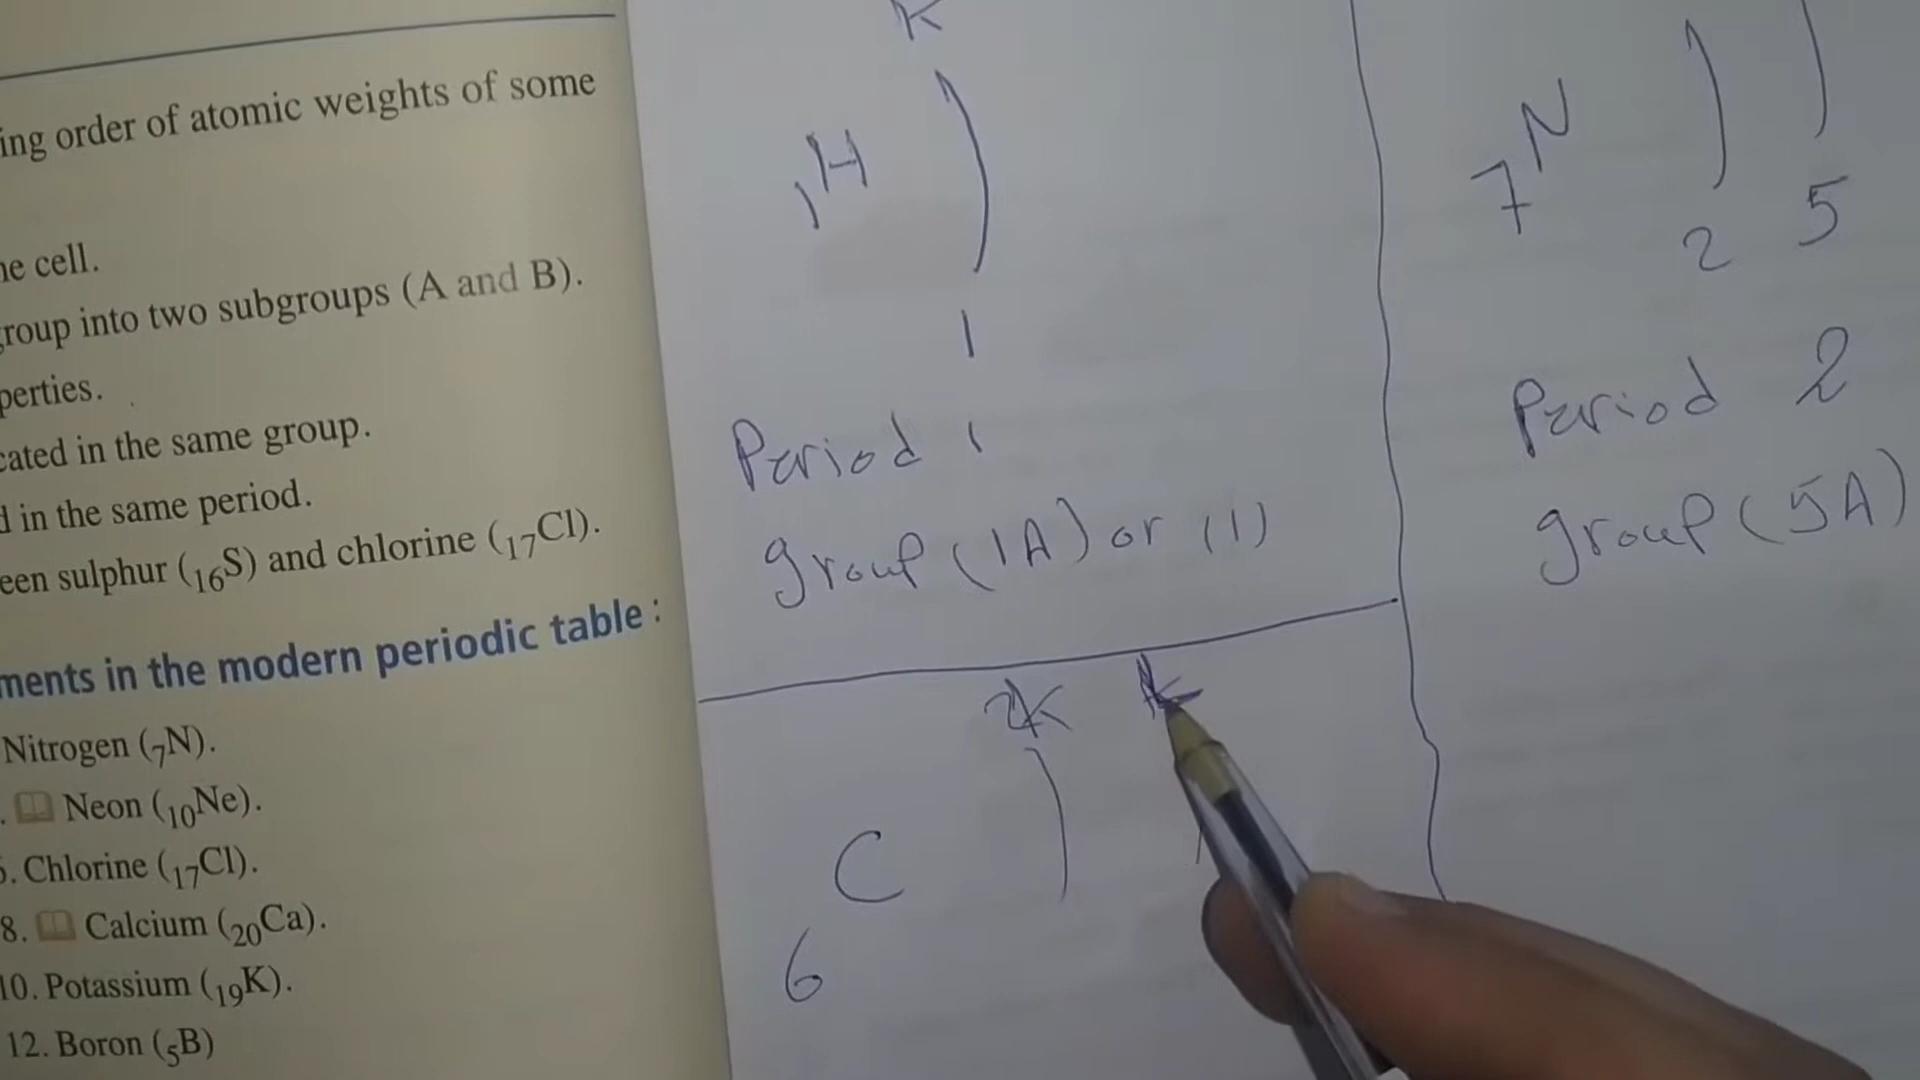 ing order of atomic weights of some
ne cell.
group into two subgroups (A and B).
perties.
cated in the same group.
d in the same period.
een sulphur (₁₆S) and chlorine (₁₇Cl).
ments in the modern periodic table :
Nitrogen (₇N).
. Neon (₁₀Ne).
6. Chlorine (₁₇Cl).
8. Calcium (₂₀Ca).
10. Potassium (₁₉K).
12. Boron (₅B)
K
₁H
1
Period 1
group (1A) or (1)
K
C
6
₇N
2 5
Period 2
group (5A)